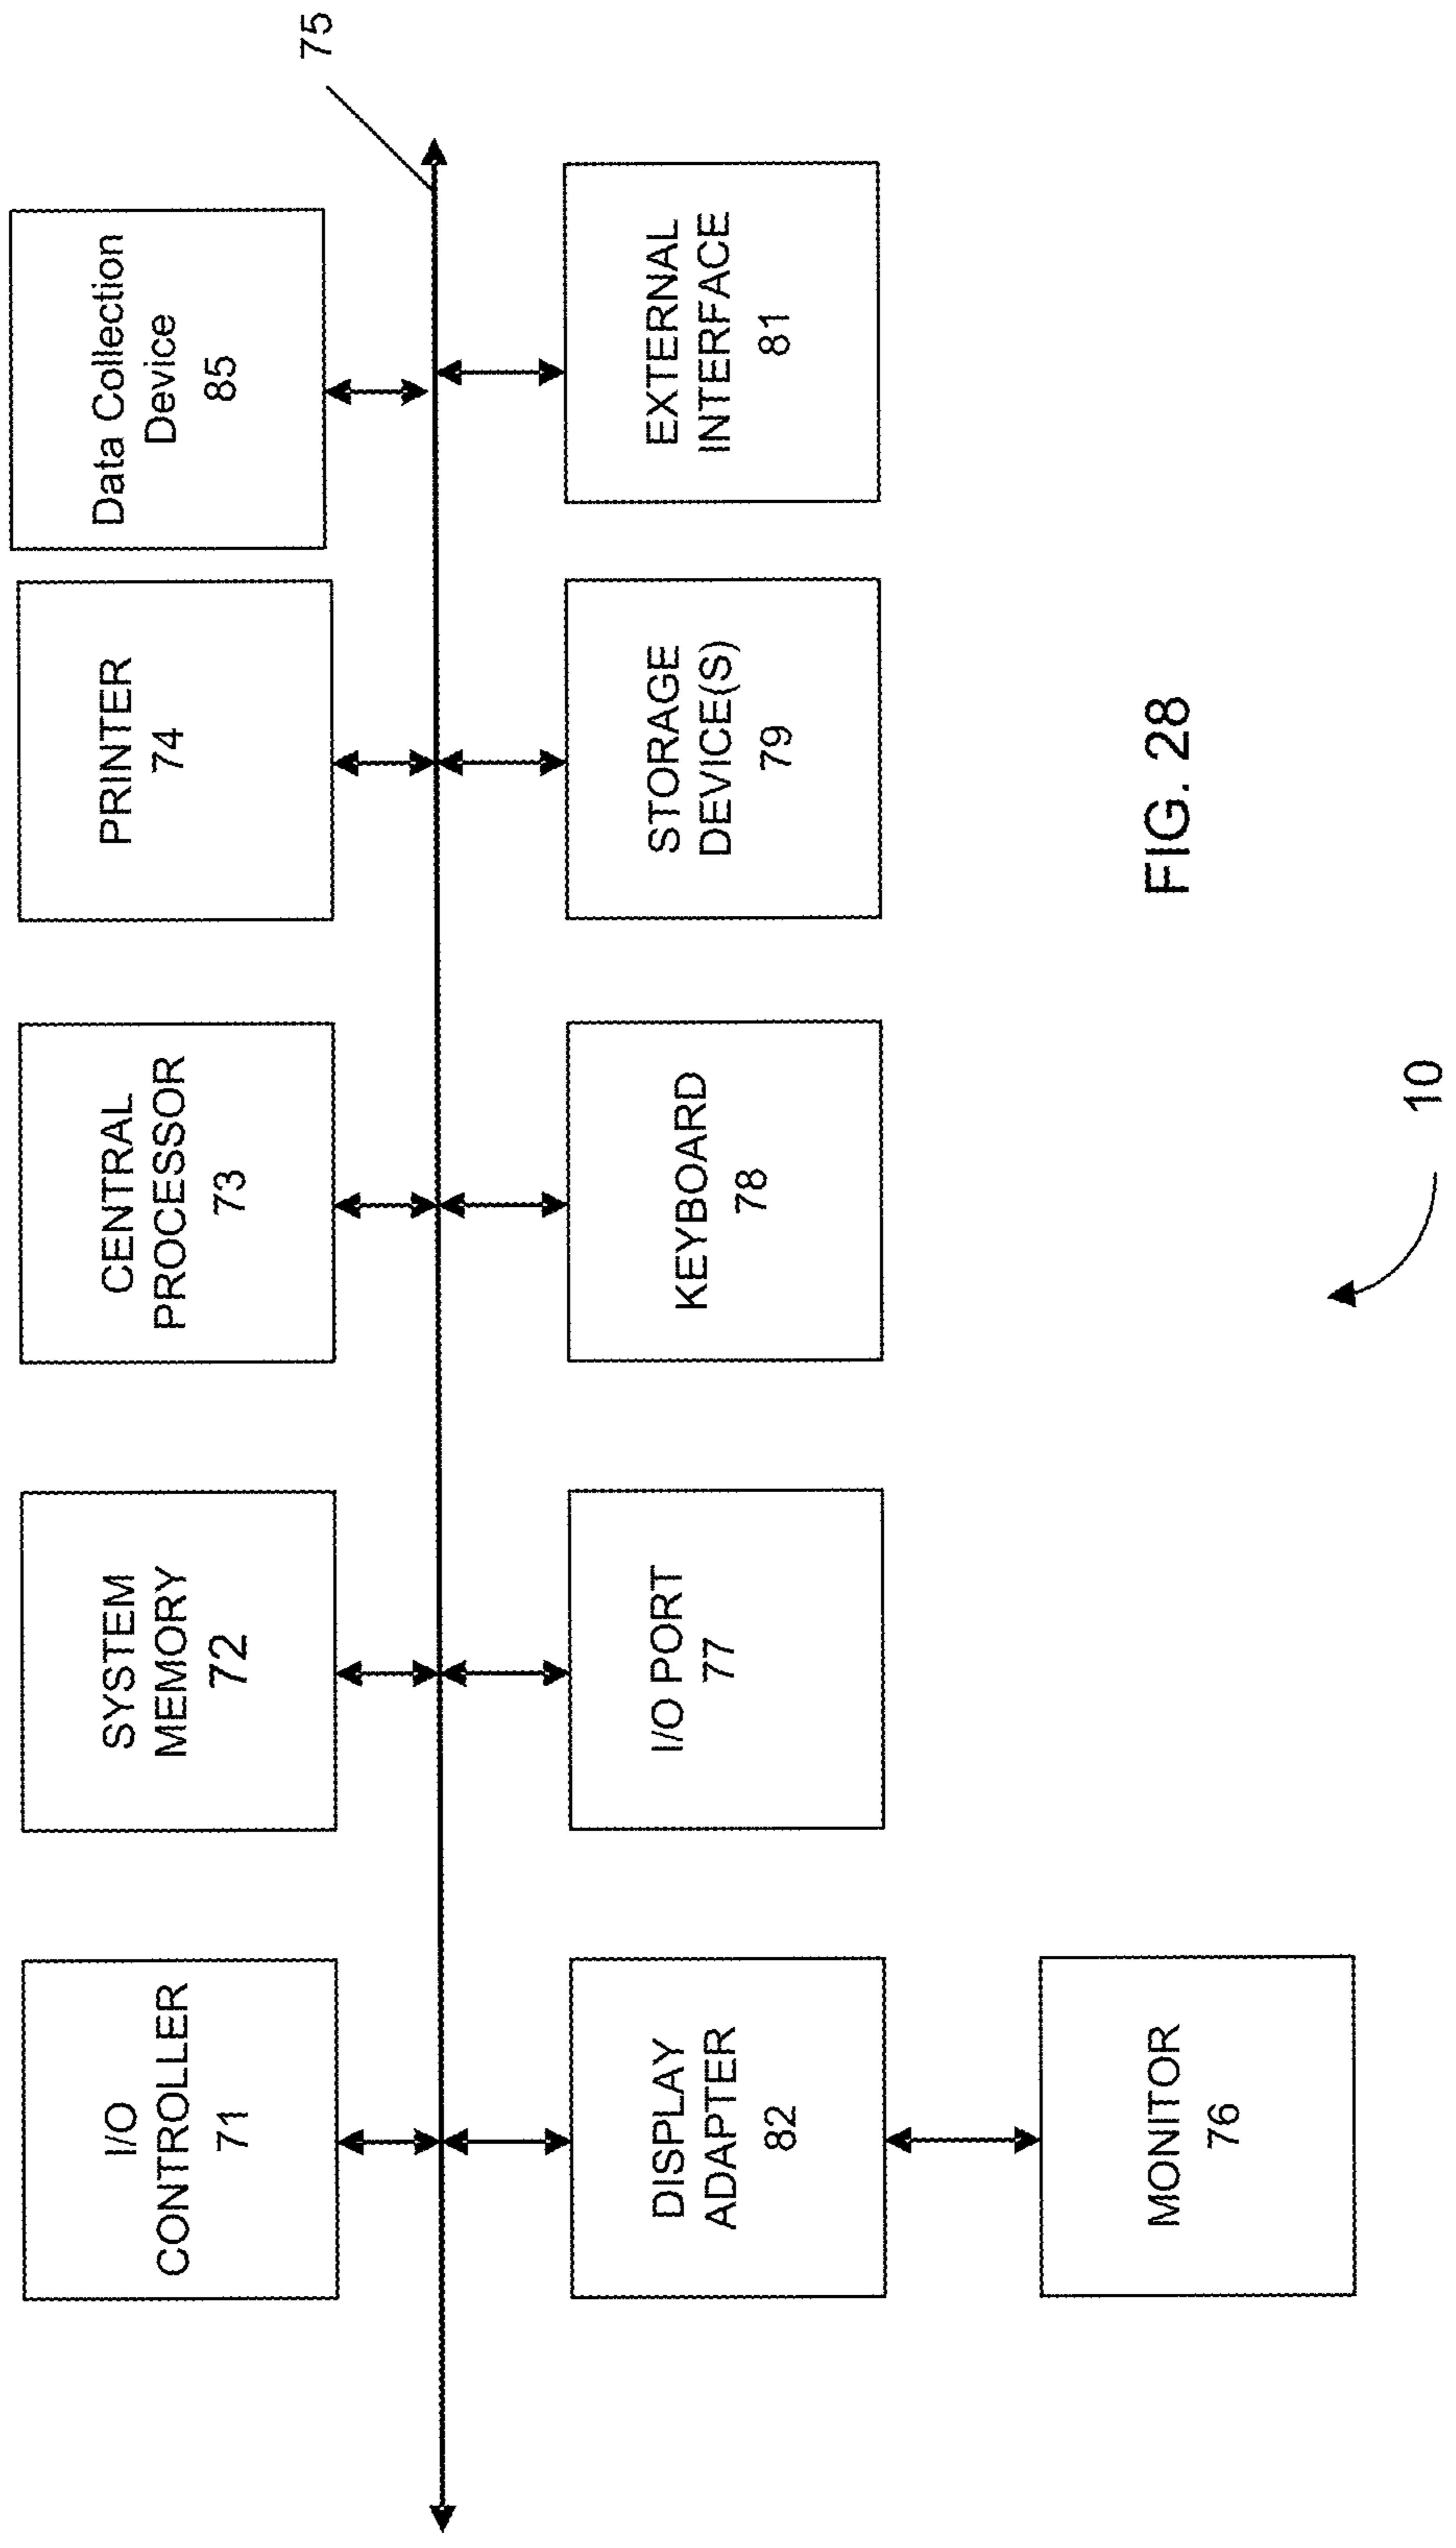 I/O
CONTROLLER
71
SYSTEM
MEMORY
72
CENTRAL
PROCESSOR
73
PRINTER
74
Data Collection
Device
85
75
DISPLAY
ADAPTER
82
I/O PORT
77
KEYBOARD
78
STORAGE
DEVICE(S)
79
EXTERNAL
INTERFACE
81
MONITOR
76
10
FIG. 28